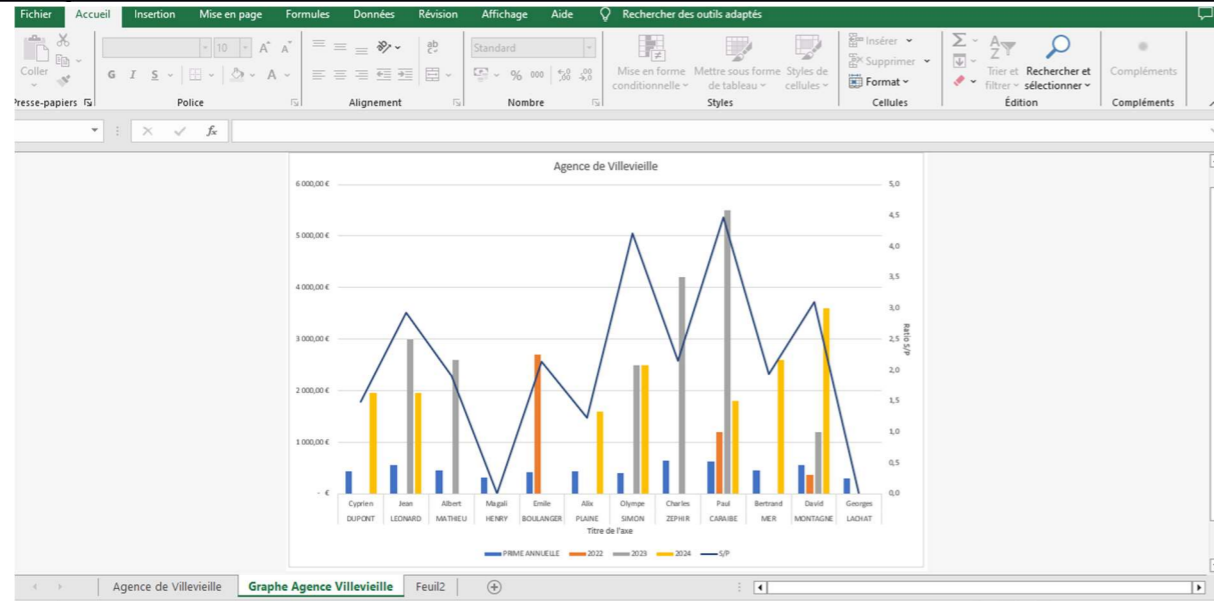 Fichier Accueil Insertion Mise en page Formules Données Révision Affichage Aide Rechercher des outils adaptés
Coller
10 A A
G I S A
ab
Standard
% 000
Mise en forme conditionnelle
Mettre sous forme de tableau
Styles de cellules
Insérer
Supprimer
Format
Trier et filtrer
Rechercher et sélectionner
Compléments
Presse-papiers Police Alignement Nombre Styles Cellules Édition Compléments
fx
Agence de Villevieille
6 000,00 €
5 000,00 €
4 000,00 €
3 000,00 €
2 000,00 €
1 000,00 €
- €
5,0
4,5
4,0
3,5
3,0
2,5
2,0
1,5
1,0
0,5
0,0
Ratio S/P
Cyprien Jean Albert Magali Emile Alix Olympe Charles Paul Bertrand David Georges
DUPONT LEONARD MATHIEU HENRY BOULANGER PLAINE SIMON ZEPHIR CARAIBE MER MONTAGNE LACHAT
Titre de l'axe
PRIME ANNUELLE 2022 2023 2024 S/P
Agence de Villevieille Graphe Agence Villevieille Feuil2